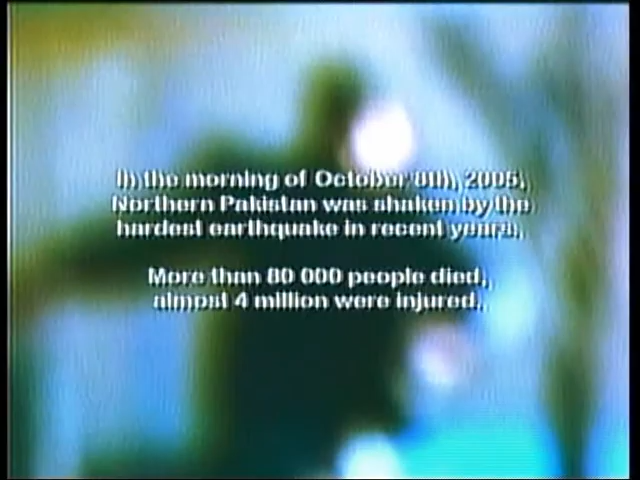 In the morning of October 8th, 2005,
Northern Pakistan was shaken by the
hardest earthquake in recent years.
More than 80 000 people died,
almost 4 million were injured.